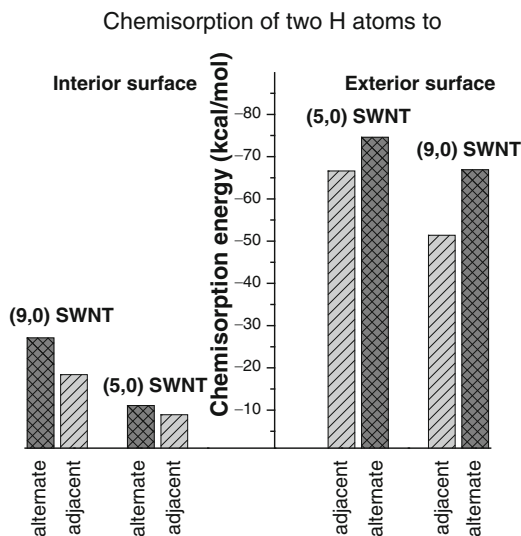 Chemisorption of two H atoms to
Interior surface
Exterior surface
Chemisorption energy (kcal/mol)
–80
–70
–60
–50
–40
–30
–20
–10
(5,0) SWNT
(9,0) SWNT
(9,0) SWNT
(5,0) SWNT
alternate
adjacent
alternate
adjacent
adjacent
alternate
adjacent
alternate